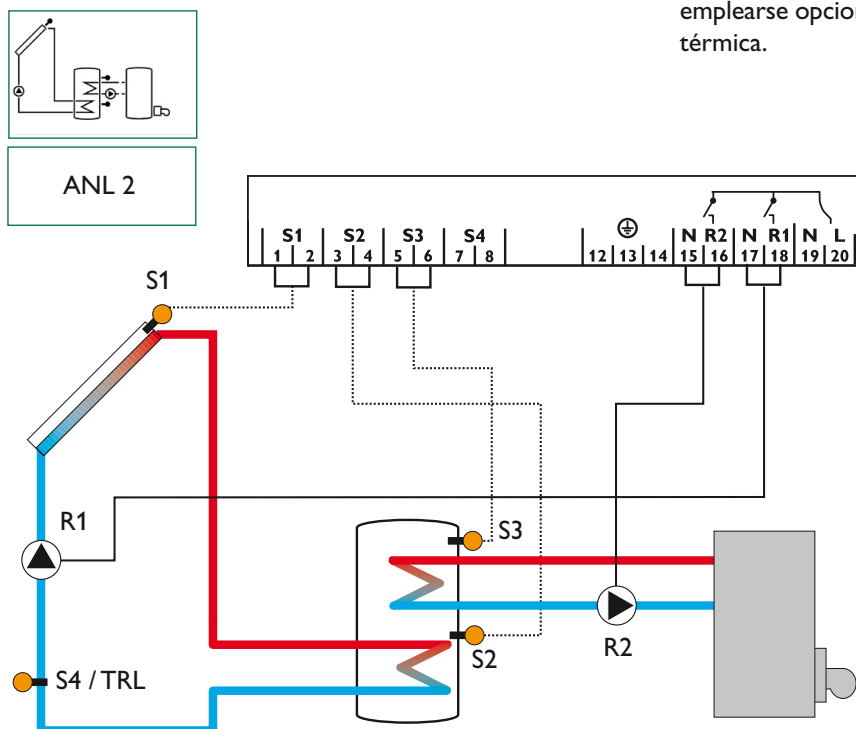 emplearse opcion
térmica.
ANL 2
S1 S2 S3 S4 N R2 N R1 N L
1 2 3 4 5 6 7 8 12 13 14 15 16 17 18 19 20
S1
R1
S3
S2
R2
S4 / TRL